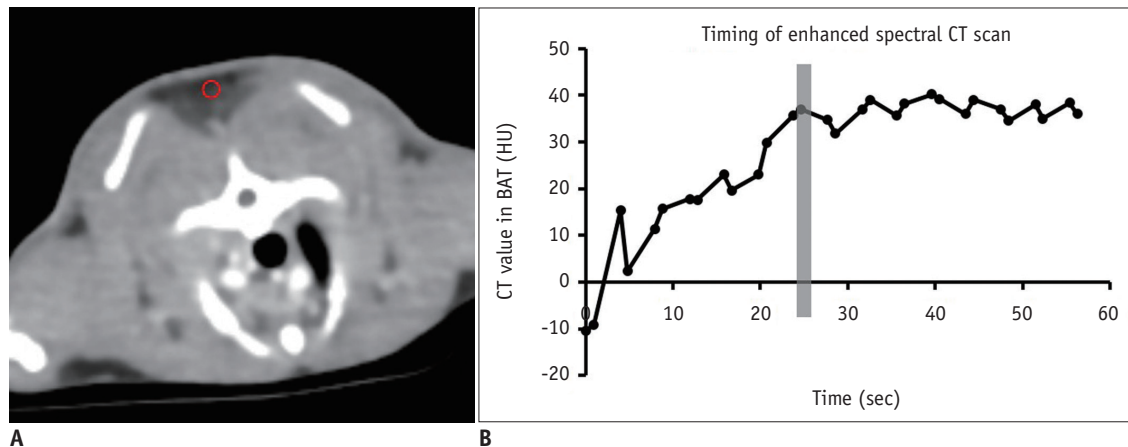 Timing of enhanced spectral CT scan
CT value in BAT (HU)
50
40
30
20
10
0
-10
-20
0 10 20 30 40 50 60
Time (sec)
A
B